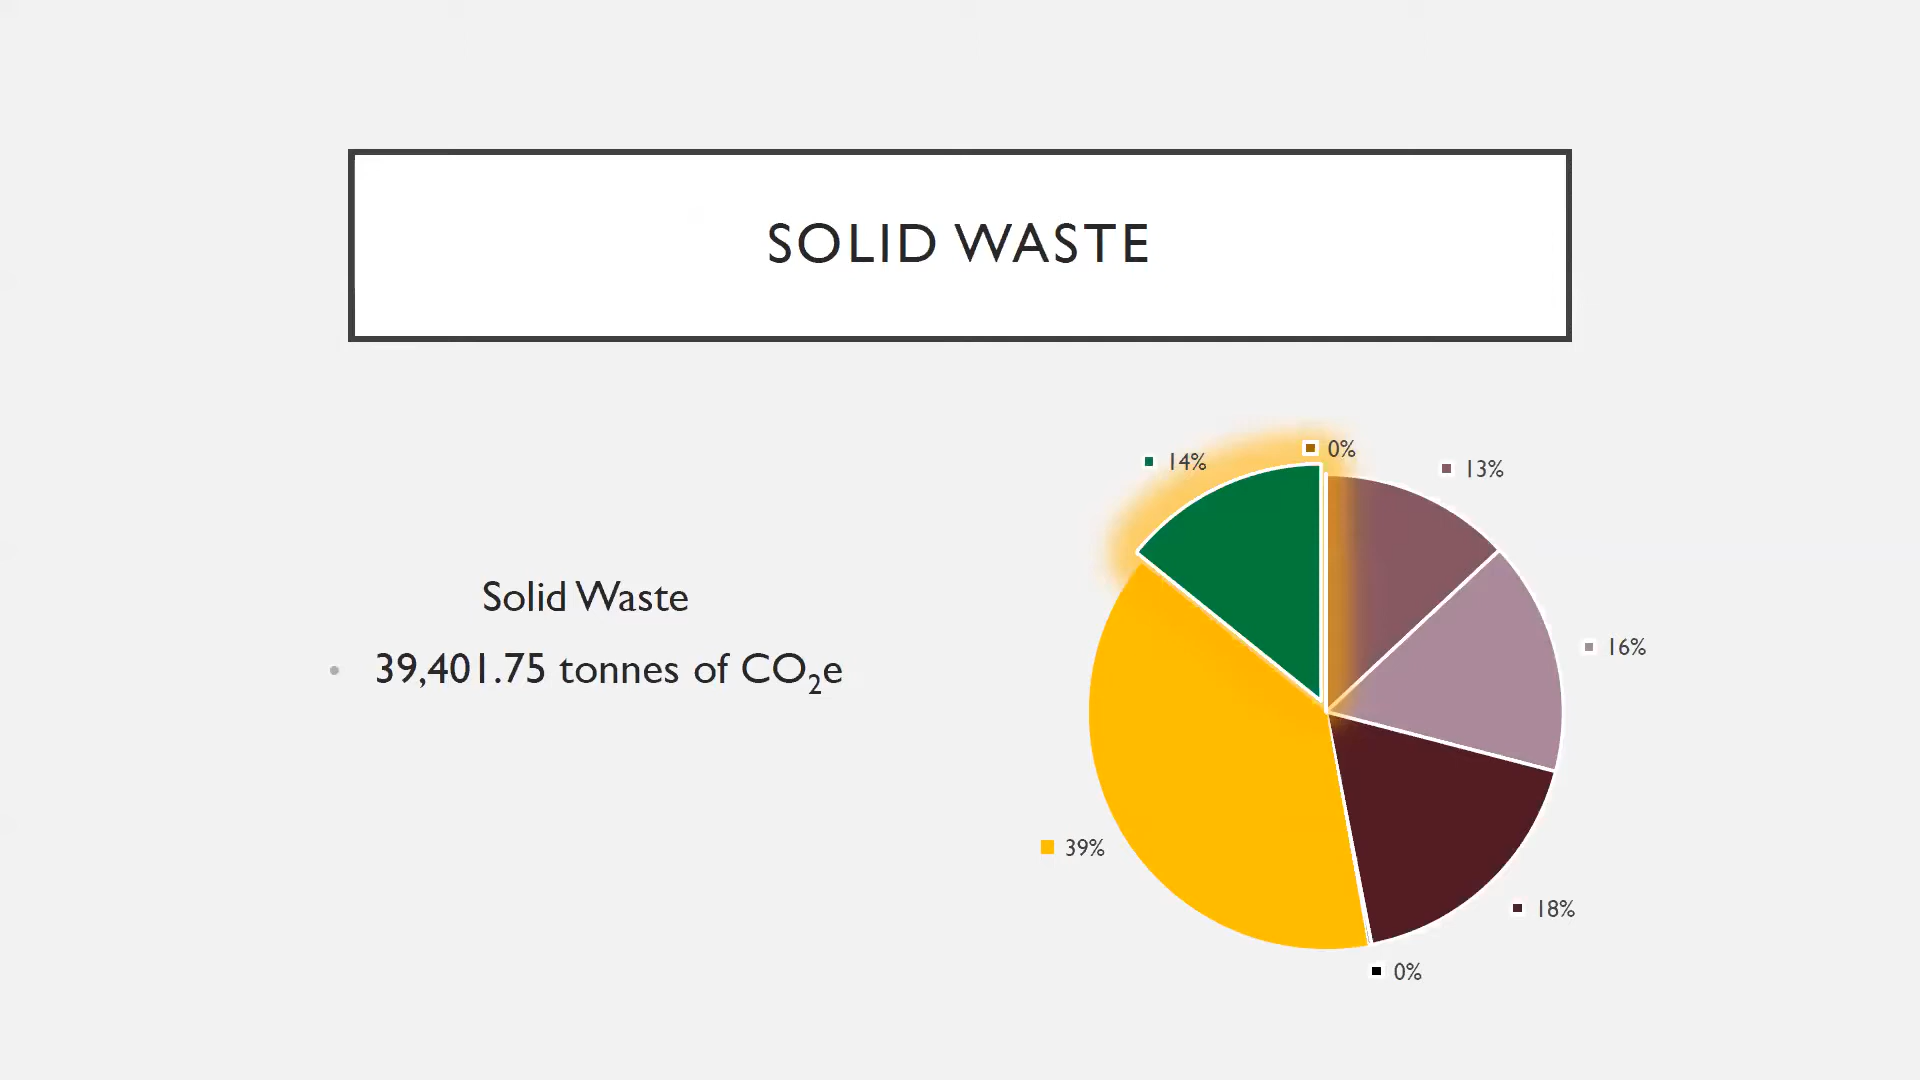 SOLID WASTE
Solid Waste
• 39,401.75 tonnes of CO₂e
14%
0%
13%
16%
39%
18%
0%